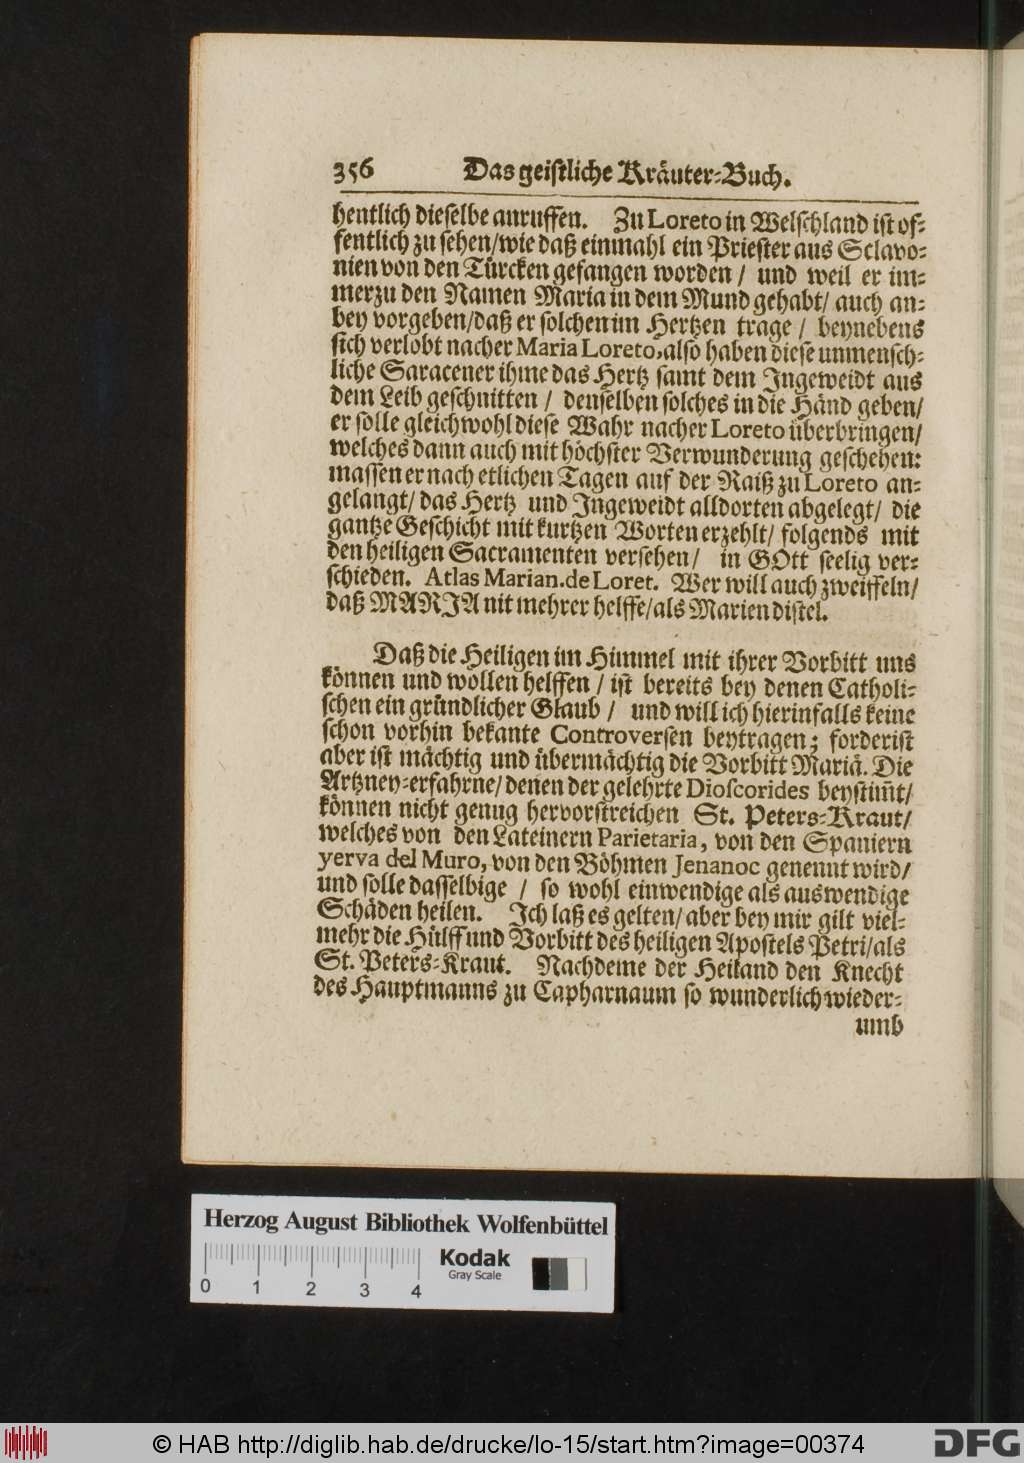 356 Das geistliche Kräuter-Buch.
hentlich dieselbe anruffen. Zu Loreto in Welschland ist of-
fentlich zu sehen/wie daß einmahl ein Priester aus Sclavo-
nien von den Türcken gefangen worden / und weil er im-
merzu den Namen Maria in dem Mund gehabt/ auch an-
bey vorgeben/daß er solchen im Hertzen trage / beynebens
sich verlobt nacher Maria Loreto, also haben diese unmensch-
liche Saracener ihme das Hertz samt dem Ingeweidt aus
dem Leib geschnitten / denselben solches in die Händ geben/
er solle gleichwohl diese Wahr nacher Loreto überbringen/
welches dann auch mit höchster Verwunderung geschehen:
massen er nach etlichen Tagen auf der Raiß zu Loreto an-
gelangt/ das Hertz und Ingeweidt alldorten abgelegt/ die
gantze Geschicht mit kurtzen Worten erzehlt/ folgends mit
den heiligen Sacramenten versehen/ in GOtt seelig ver-
schieden. Atlas Marian. de Loret. Wer will auch zweiffeln/
daß MARIA nit mehrer helffe/als Mariendistel.
Daß die Heiligen im Himmel mit ihrer Vorbitt uns
können und wollen helffen / ist bereits bey denen Catholi-
schen ein gründlicher Glaub / und will ich hierinfalls keine
schon vorhin bekante Controversen beytragen; forderist
aber ist mächtig und übermächtig die Vorbitt Mariä. Die
Artzney-erfahrne/ denen der gelehrte Dioscorides beystim̄t/
können nicht genug hervorstreichen St. Peters-Kraut/
welches von den Lateinern Parietaria, von den Spaniern
yerva del Muro, von den Böhmen Jenanoc genennt wird/
und solle dasselbige / so wohl einwendige als auswendige
Schäden heilen. Ich laß es gelten/ aber bey mir gilt viel-
mehr die Hülff und Vorbitt des heiligen Apostels Petri/als
St. Peters-Kraut. Nachdeme der Heiland den Knecht
des Hauptmanns zu Capharnaum so wunderlich wieder-
umb
Herzog August Bibliothek Wolfenbüttel
Kodak
Gray Scale
0 1 2 3 4
© HAB http://diglib.hab.de/drucke/lo-15/start.htm?image=00374
DFG